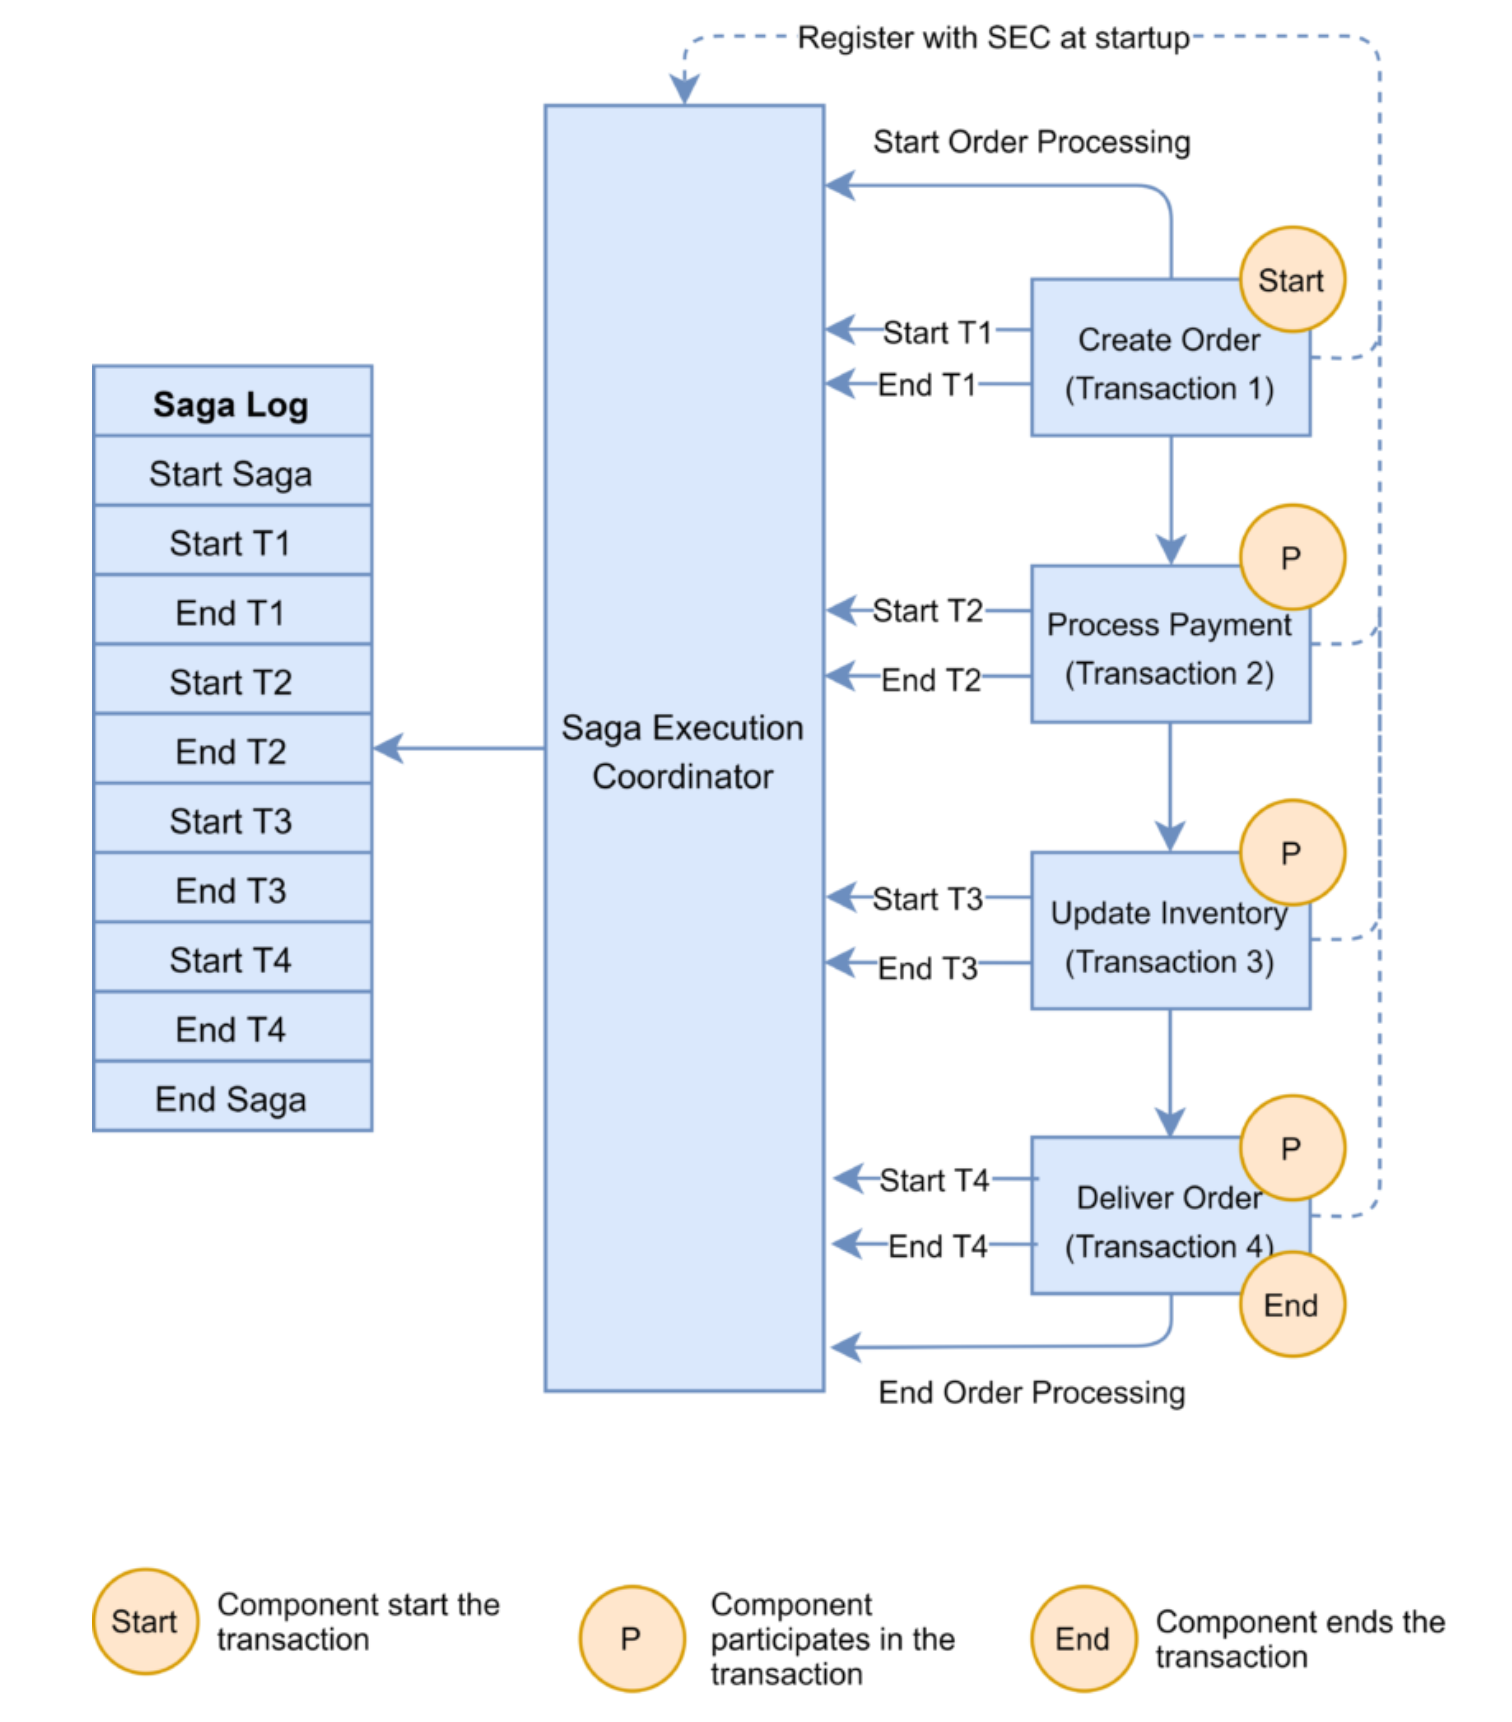 Register with SEC at startup
Start Order Processing
Start
Start T1
Create Order
End T1
(Transaction 1)
Saga Log
Start Saga
Start T1
End T1
Start T2
End T2
Start T3
End T3
Start T4
End T4
End Saga
Saga Execution
Coordinator
P
Start T2
Process Payment
End T2
(Transaction 2)
P
Start T3
Update Inventory
End T3
(Transaction 3)
P
Start T4
Deliver Order
End T4
(Transaction 4)
End
End Order Processing
Start
Component start the
transaction
P
Component
participates in the
transaction
End
Component ends the
transaction